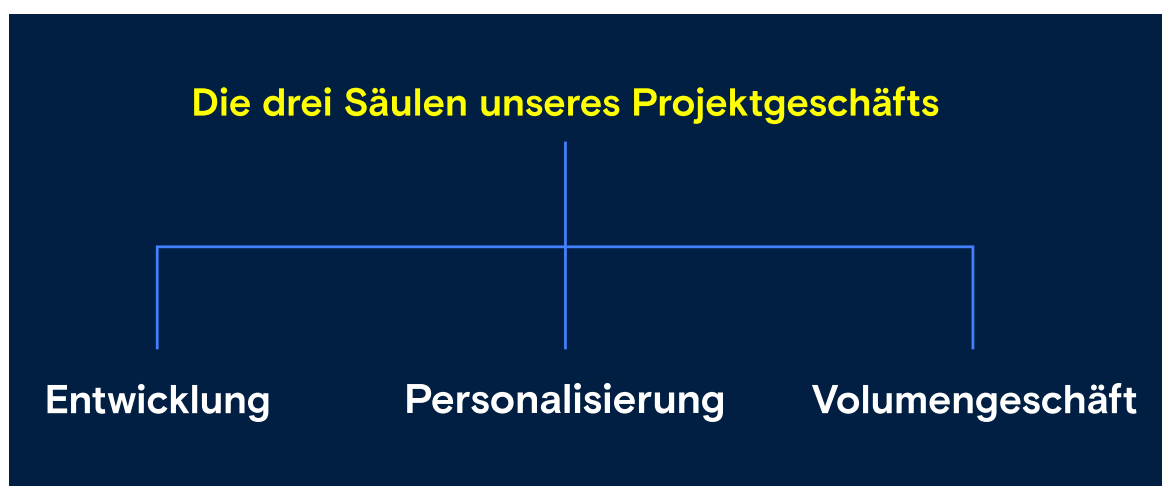 Die drei Säulen unseres Projektgeschäfts
Entwicklung
Personalisierung
Volumengeschäft